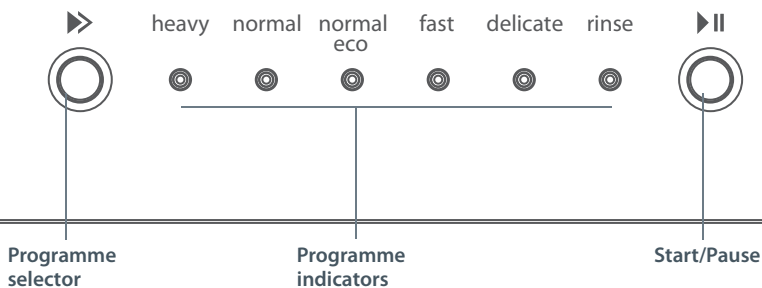 heavy normal normal fast delicate rinse
eco
Programme Programme Start/Pause
selector indicators